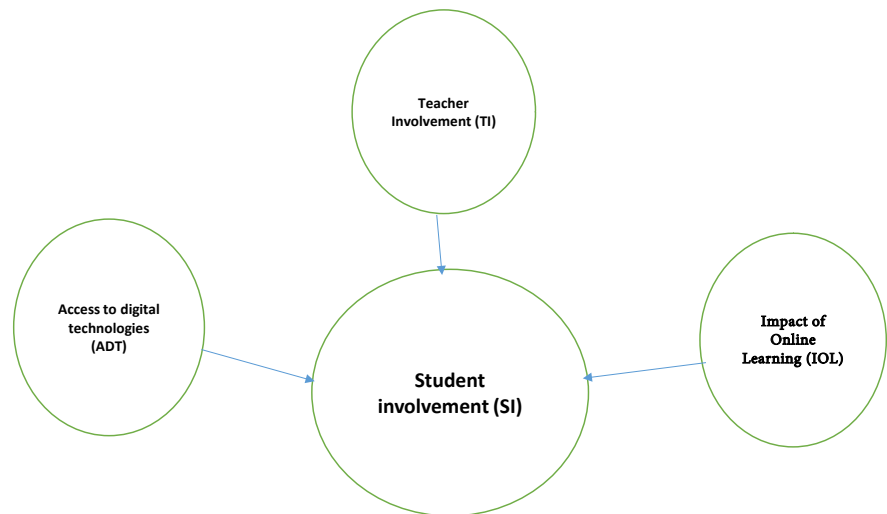 Teacher
Involvement (TI)
Access to digital
technologies
(ADT)
Impact of
Online
Learning (IOL)
Student
involvement (SI)